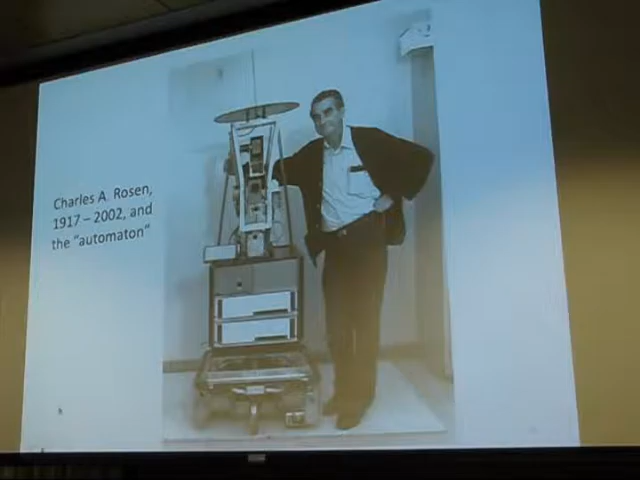 Charles A. Rosen,
1917 – 2002, and
the "automaton"